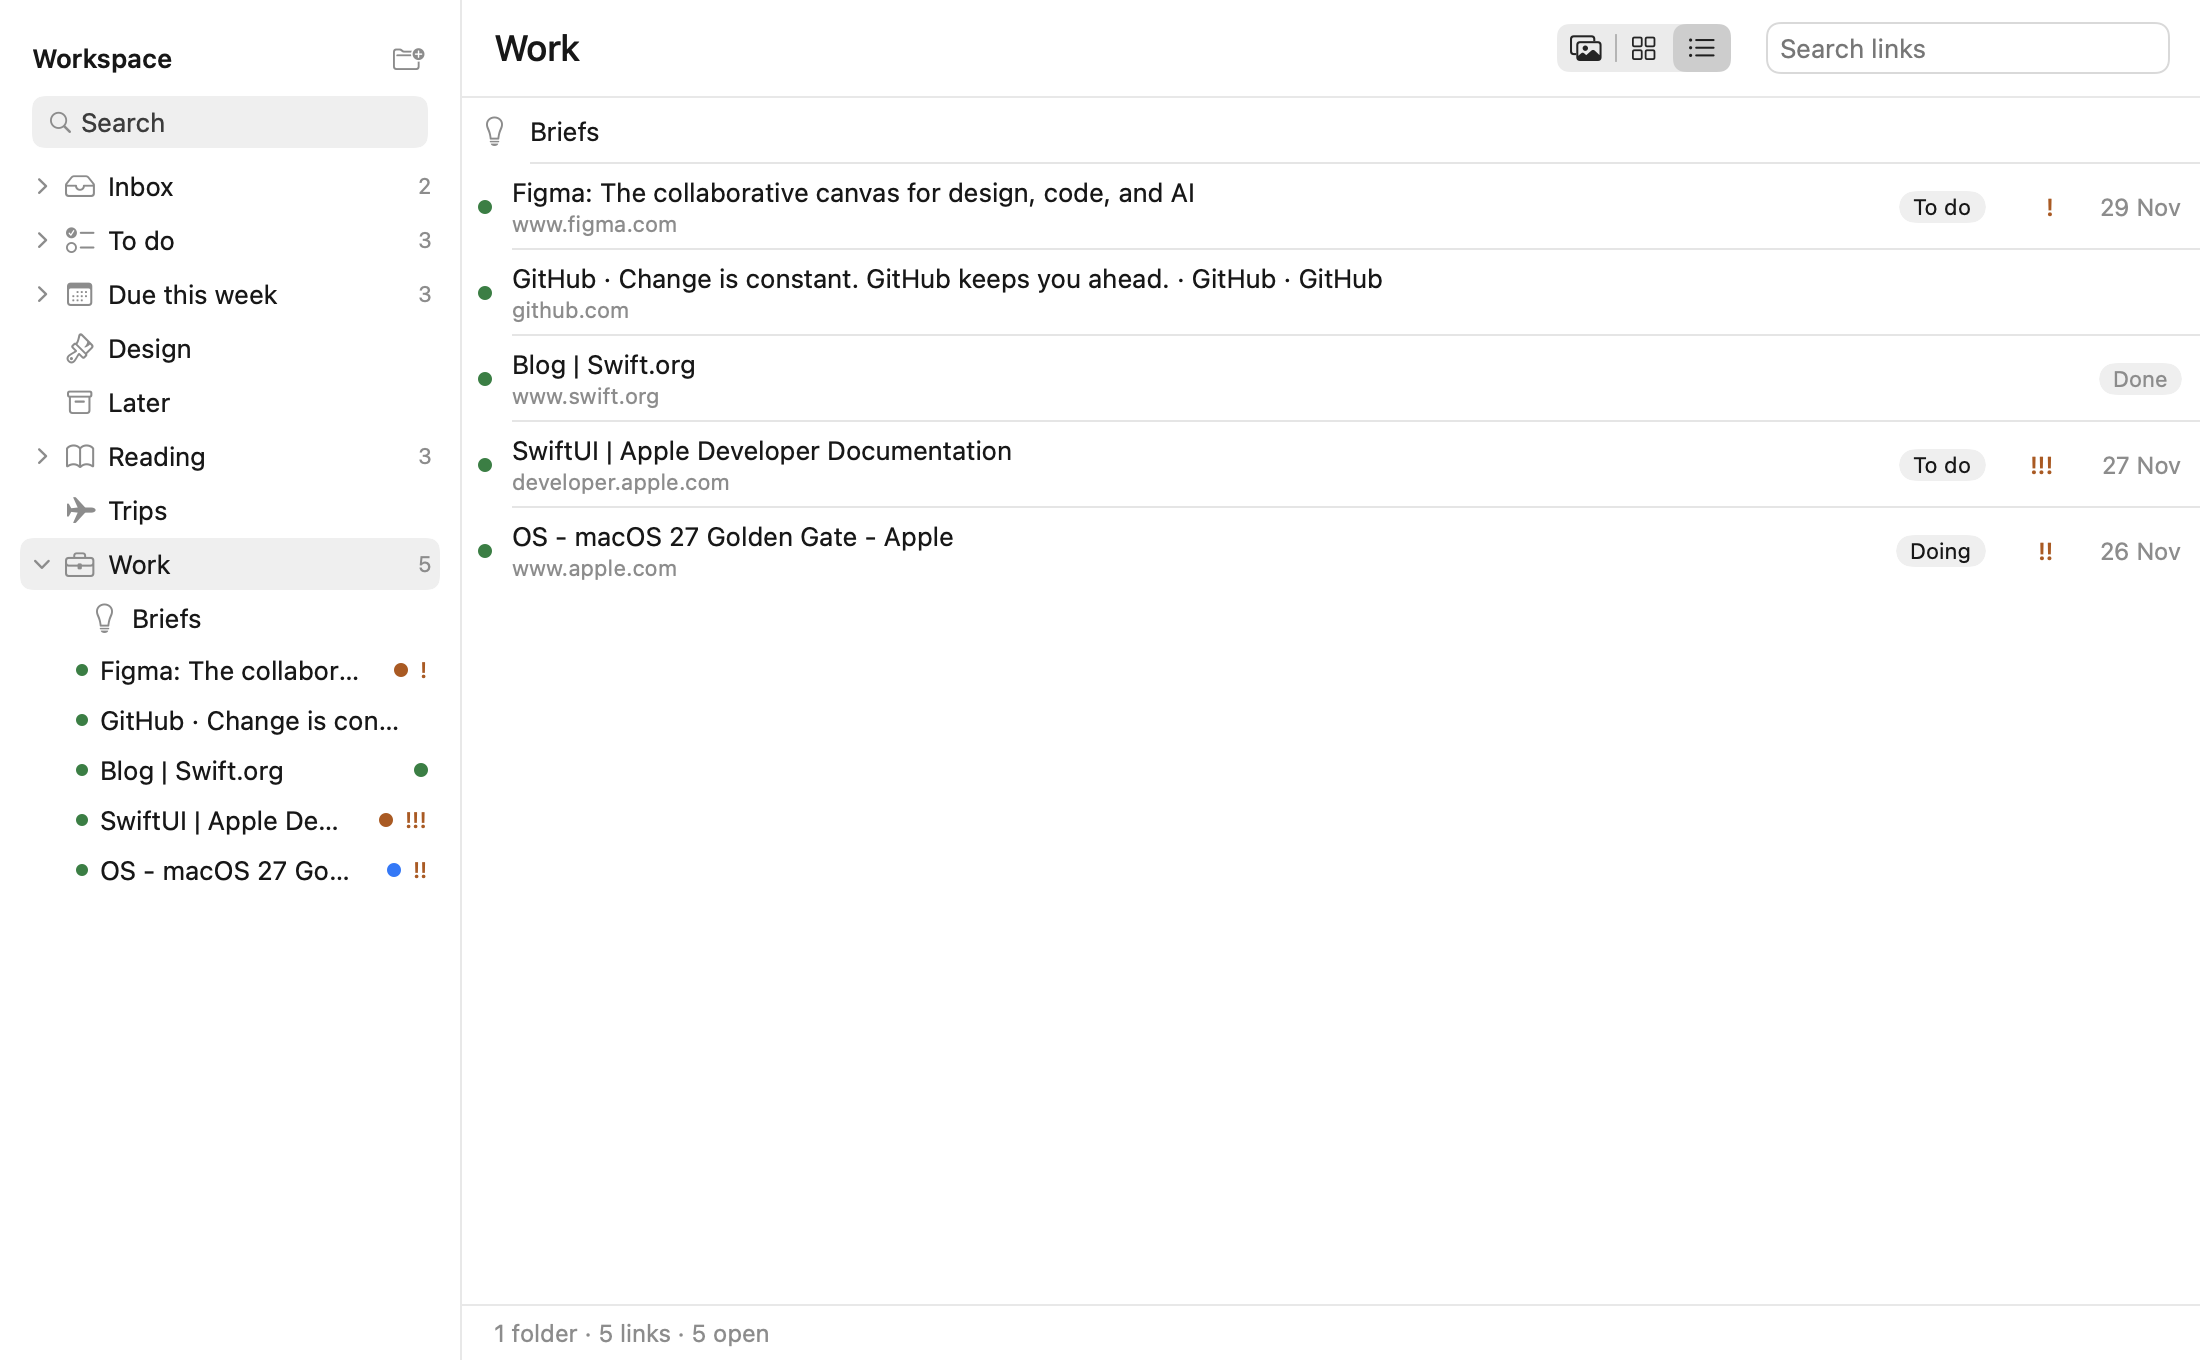 Workspace
Search
Inbox 2
To do 3
Due this week 3
Design
Later
Reading 3
Trips
Work 5
Briefs
Figma: The collabor... !
GitHub · Change is con...
Blog | Swift.org
SwiftUI | Apple De... !!!
OS - macOS 27 Go... !!
Work
Search links
Briefs
Figma: The collaborative canvas for design, code, and AI
www.figma.com
To do ! 29 Nov
GitHub · Change is constant. GitHub keeps you ahead. · GitHub · GitHub
github.com
Blog | Swift.org
www.swift.org
Done
SwiftUI | Apple Developer Documentation
developer.apple.com
To do !!! 27 Nov
OS - macOS 27 Golden Gate - Apple
www.apple.com
Doing !! 26 Nov
1 folder · 5 links · 5 open